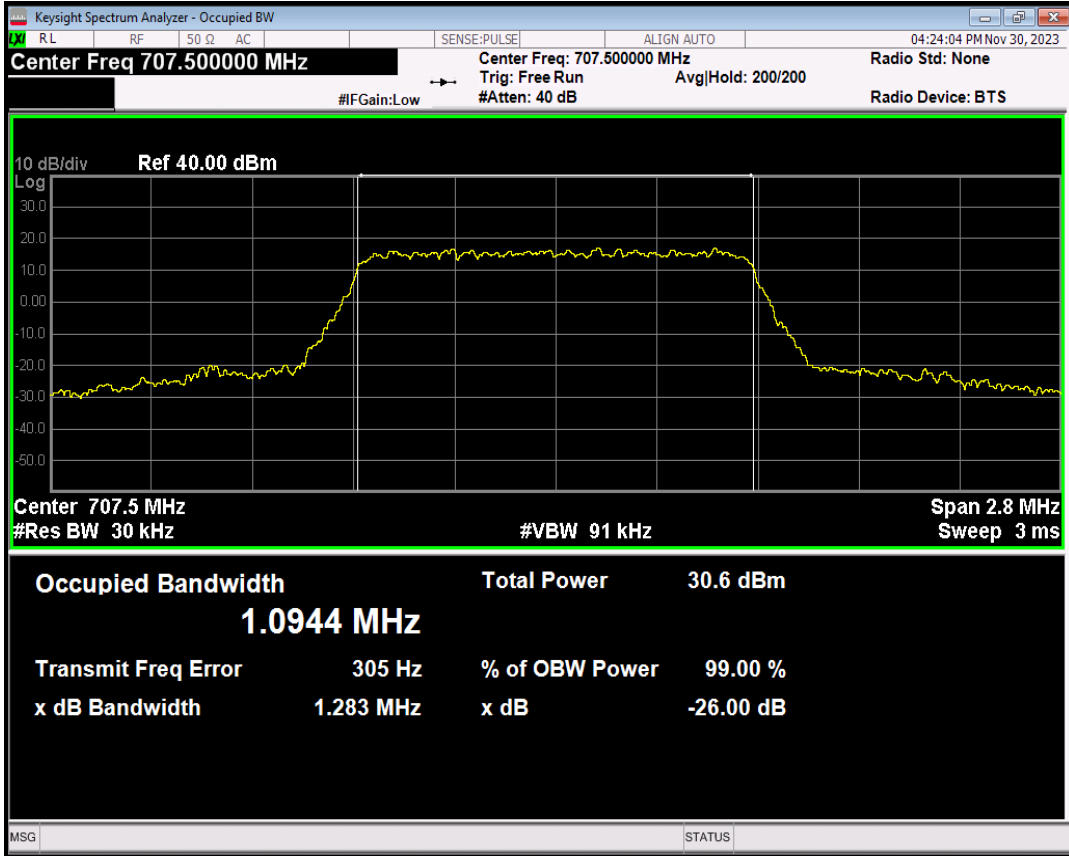 Keysight Spectrum Analyzer - Occupied BW
LXI RL RF 50 Ω AC SENSE:PULSE ALIGN AUTO 04:24:04 PM Nov 30, 2023
Center Freq 707.500000 MHz Center Freq: 707.500000 MHz Radio Std: None
Trig: Free Run Avg|Hold: 200/200
#IFGain:Low #Atten: 40 dB Radio Device: BTS
10 dB/div Ref 40.00 dBm
Log
30.0
20.0
10.0
0.00
-10.0
-20.0
-30.0
-40.0
-50.0
Center 707.5 MHz Span 2.8 MHz
#Res BW 30 kHz #VBW 91 kHz Sweep 3 ms
Occupied Bandwidth Total Power 30.6 dBm
1.0944 MHz
Transmit Freq Error 305 Hz % of OBW Power 99.00 %
x dB Bandwidth 1.283 MHz x dB -26.00 dB
MSG STATUS